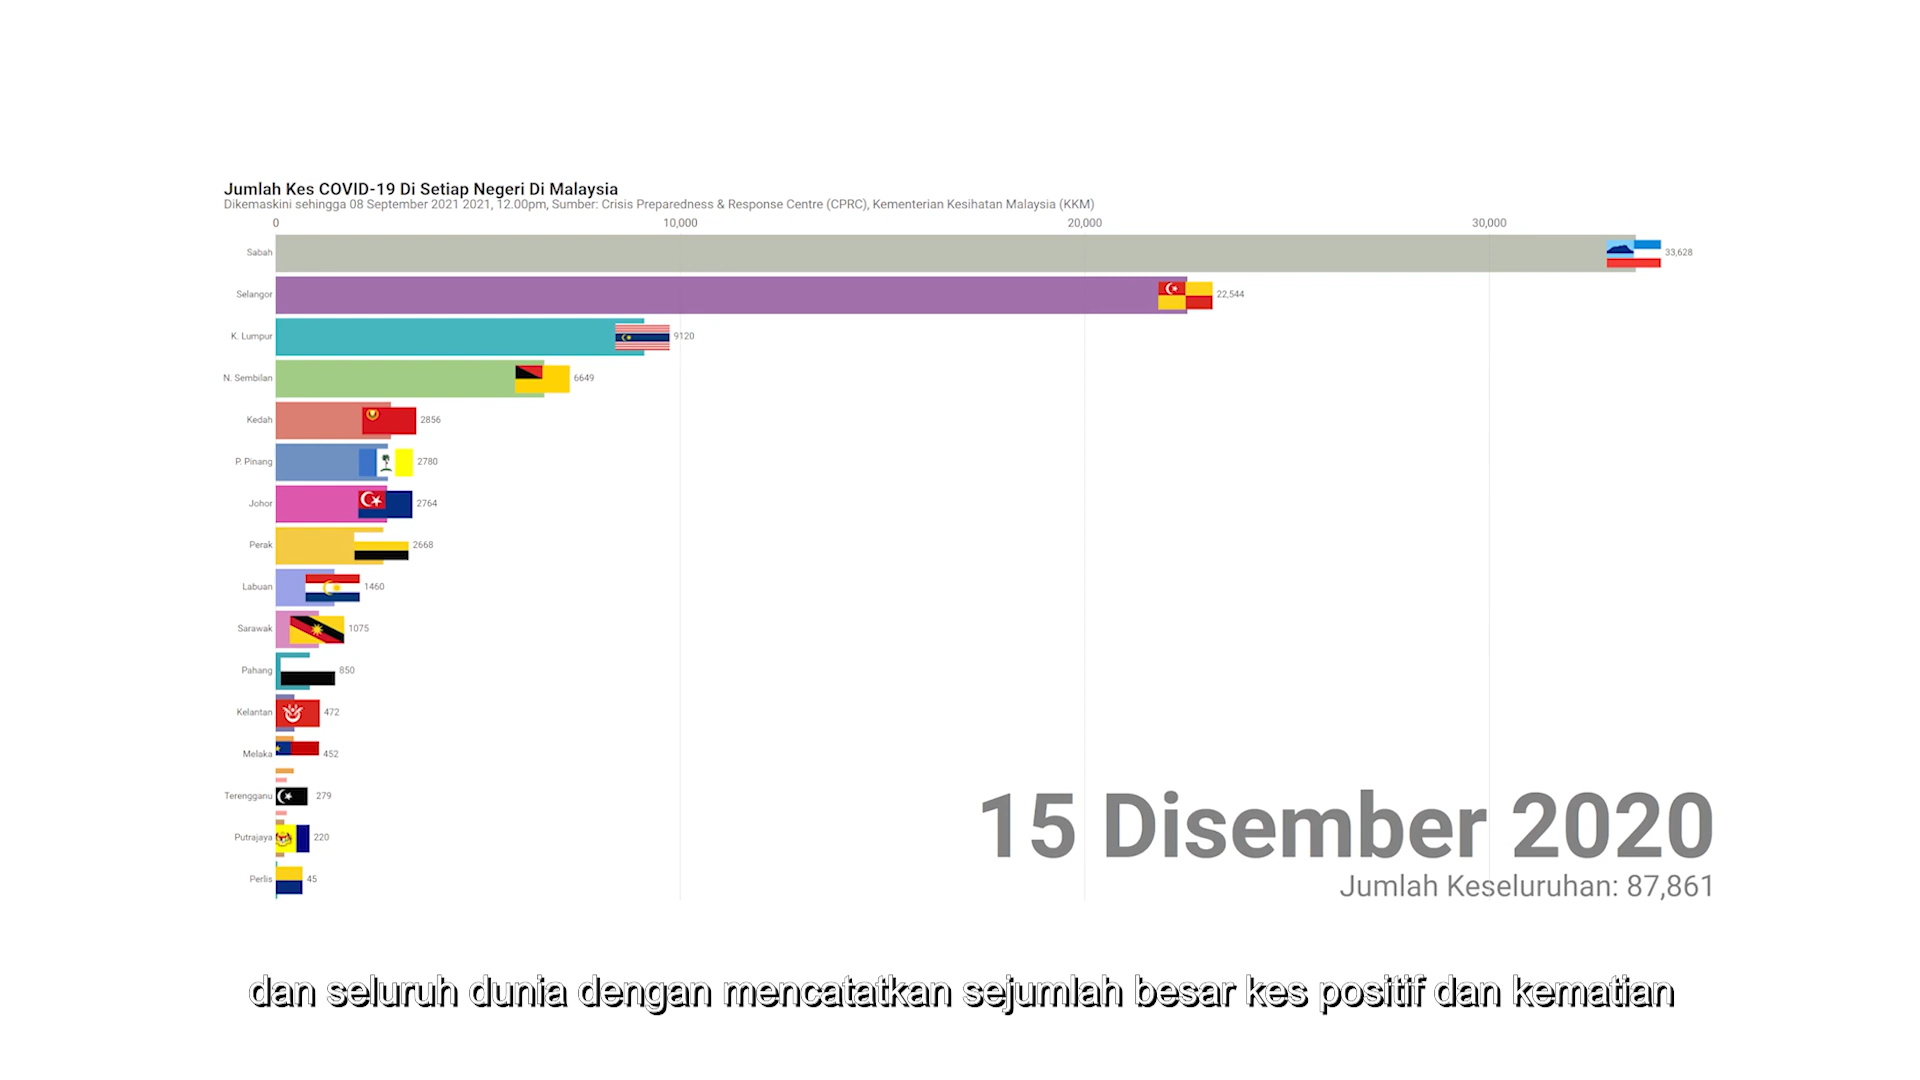 Jumlah Kes COVID-19 Di Setiap Negeri Di Malaysia
Dikemaskini sehingga 08 September 2021 2021, 12.00pm, Sumber: Crisis Preparedness & Response Centre (CPRC), Kementerian Kesihatan Malaysia (KKM)
0 10,000 20,000 30,000
Sabah 33,628
Selangor 22,544
K. Lumpur 9120
N. Sembilan 6649
Kedah 2856
P. Pinang 2780
Johor 2764
Perak 2668
Labuan 1460
Sarawak 1075
Pahang 850
Kelantan 472
Melaka 452
Terengganu 279
Putrajaya 220
Perlis 45
15 Disember 2020
Jumlah Keseluruhan: 87,861
dan seluruh dunia dengan mencatatkan sejumlah besar kes positif dan kematian